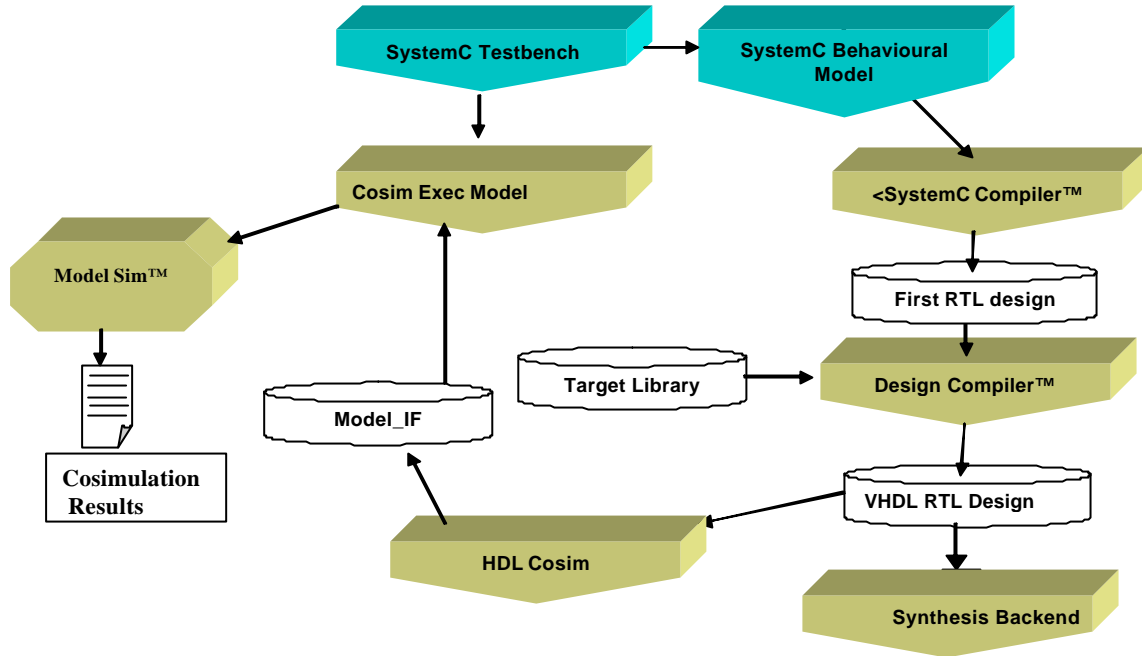 SystemC Testbench
SystemC Behavioural
Model
Cosim Exec Model
<SystemC Compiler™
Model Sim™
First RTL design
Target Library
Design Compiler™
Model_IF
Cosimulation
Results
VHDL RTL Design
HDL Cosim
Synthesis Backend